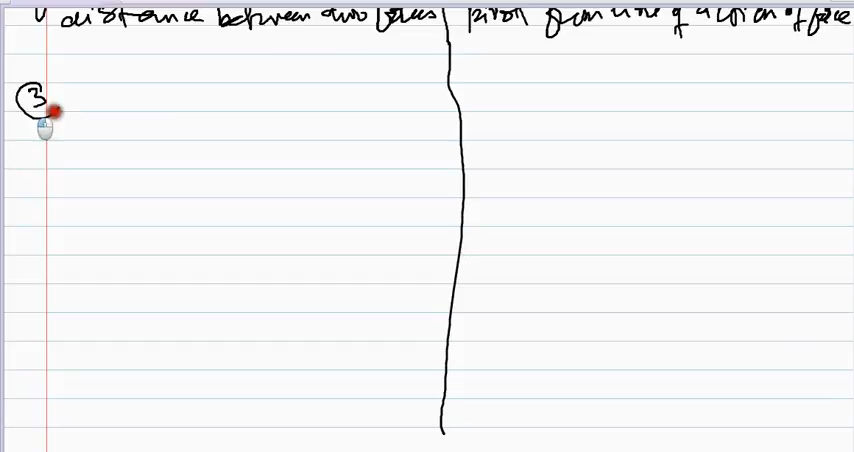 distance between two forces
pivot from line of action of force
3